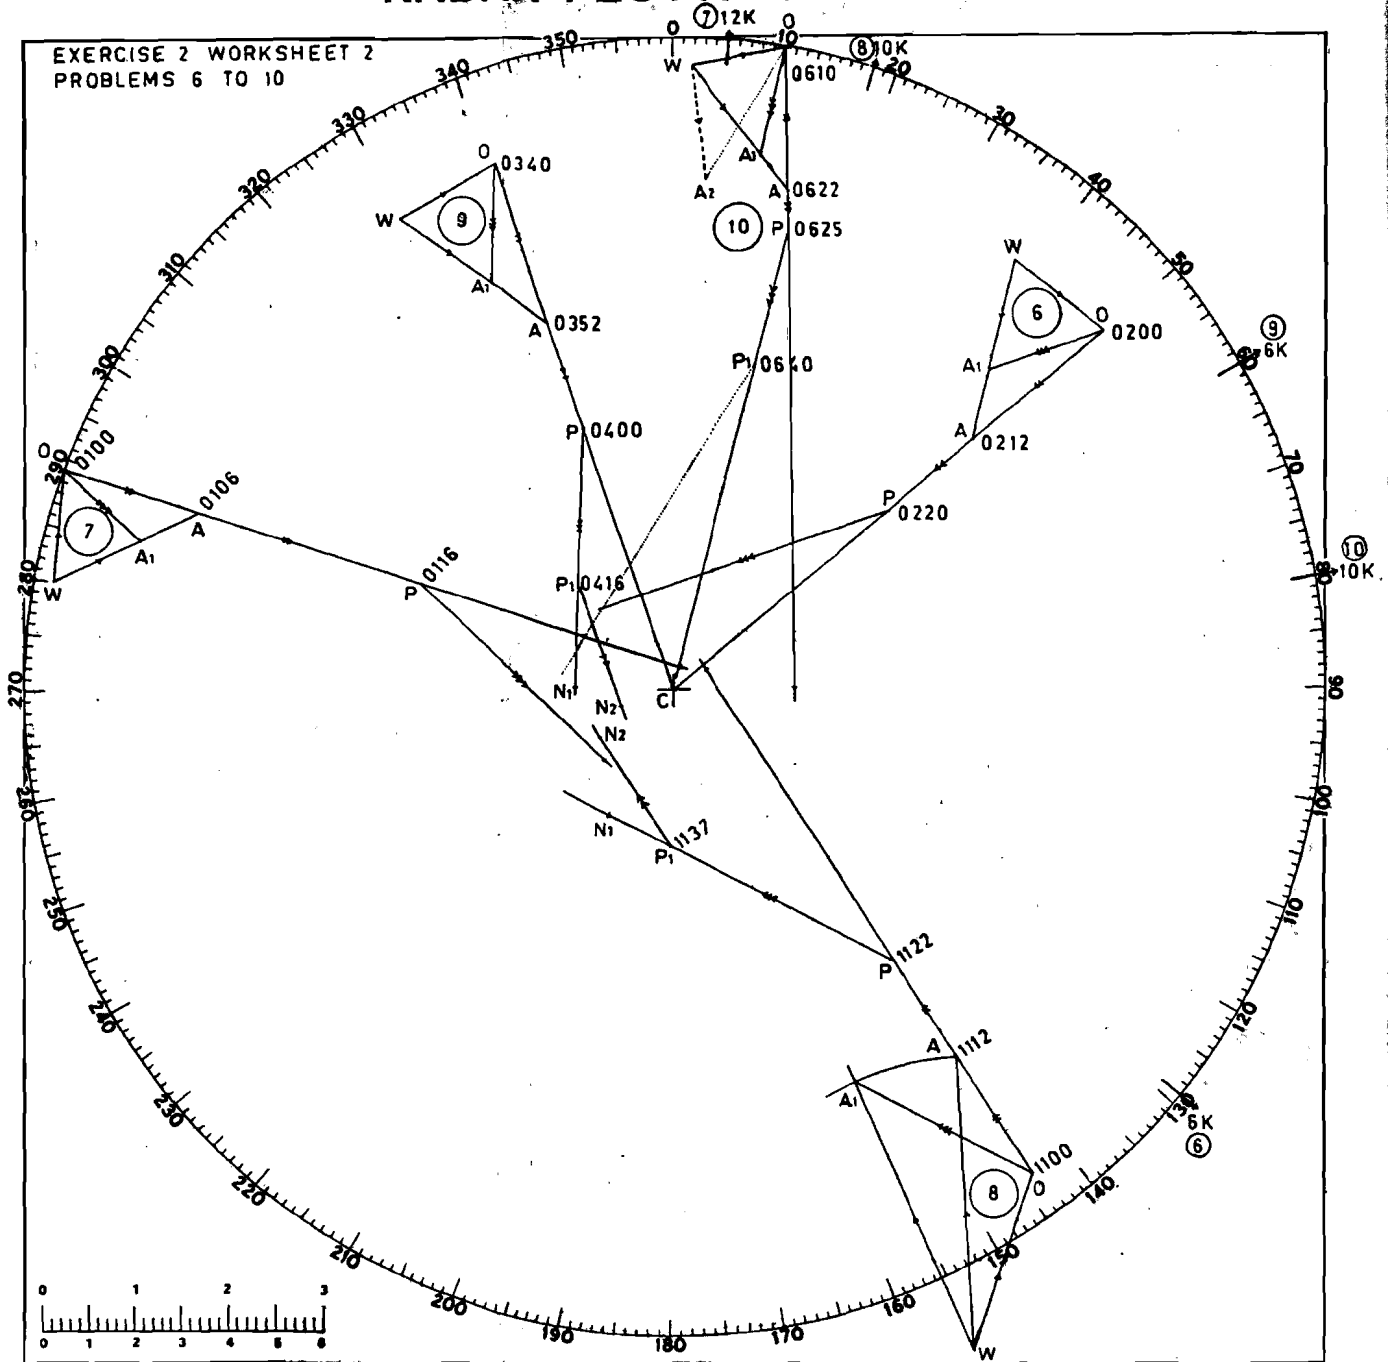 ⑦12K
O
⑧10K
EXERCISE 2 WORKSHEET 2
PROBLEMS 6 TO 10
350 0 10 20
340 W 0610
330 30
O 0340 A1
320 A2 A 0622 40
W 9 10 P 0625
W
310 50
A1 6 O 0200
A 0352 ⑨
6K
300 P1 0640 A1 60
P 0400 A 0212
O 0100
290 70
0106 P 0220
7 A1 A
⑩
280 P 0116 P1 0416 80 10K
W
270 N1 N2 C 90
N2
260 N1 P1 1137 100
250 110
P 1122
240 120
A 1112
A1 130
6K
⑥
230 1100
220 8 O 140
210 150
0 1 2 3
200 160
190 180 170
0 1 2 3 4 5 6
W